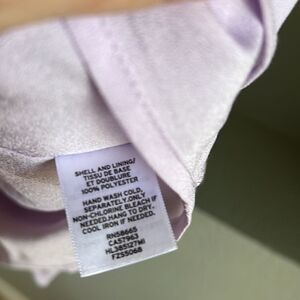 SHELL AND LINING/
TISSU DE BASE
ET DOUBLURE
100% POLYESTER
HAND WASH COLD,
SEPARATELY.ONLY
NON-CHLORINE BLEACH IF
NEEDED.HANG TO DRY.
COOL IRON IF NEEDED.
RN58665
CA57963
HL385127MI
FZS5068